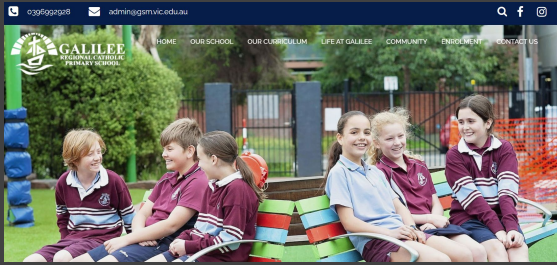 0396992928 admin@gsm.vic.edu.au
GALILEE
REGIONAL CATHOLIC
PRIMARY SCHOOL
HOME OUR SCHOOL OUR CURRICULUM LIFE AT GALILEE COMMUNITY ENROLMENT CONTACT US